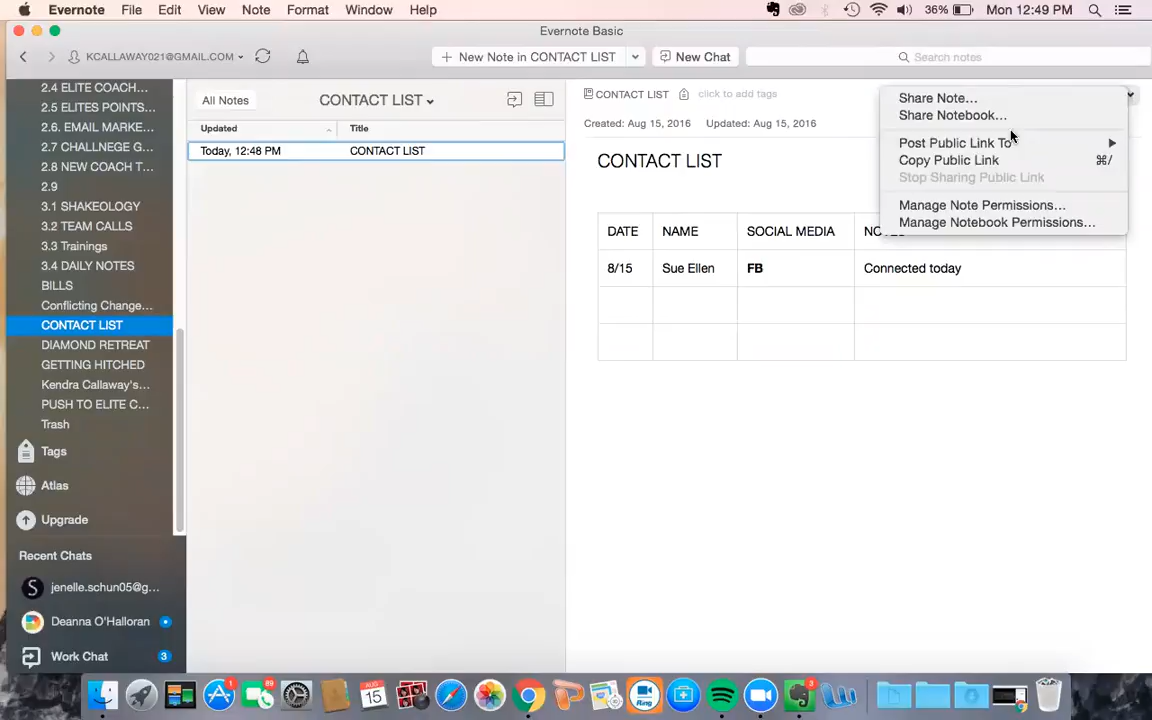 Evernote File Edit View Note Format Window Help 36% Mon 12:49 PM
Evernote Basic
KCALLAWAY021@GMAIL.COM New Note in CONTACT LIST New Chat Search notes
2.4 ELITE COACH...
2.5 ELITES POINTS...
2.6. EMAIL MARKE...
2.7 CHALLNEGE G...
2.8 NEW COACH T...
2.9
3.1 SHAKEOLOGY
3.2 TEAM CALLS
3.3 Trainings
3.4 DAILY NOTES
BILLS
Conflicting Change...
CONTACT LIST
DIAMOND RETREAT
GETTING HITCHED
Kendra Callaway's...
PUSH TO ELITE C...
Trash
Tags
Atlas
Upgrade
Recent Chats
jenelle.schun05@g...
Deanna O'Halloran
Work Chat 3
All Notes CONTACT LIST
Updated Title
Today, 12:48 PM CONTACT LIST
CONTACT LIST click to add tags
Created: Aug 15, 2016 Updated: Aug 15, 2016
CONTACT LIST
DATE NAME SOCIAL MEDIA
8/15 Sue Ellen FB Connected today
Share Note...
Share Notebook...
Post Public Link To
Copy Public Link ⌘/
Stop Sharing Public Link
Manage Note Permissions...
Manage Notebook Permissions...
1 89 AUG 15 Ring 3